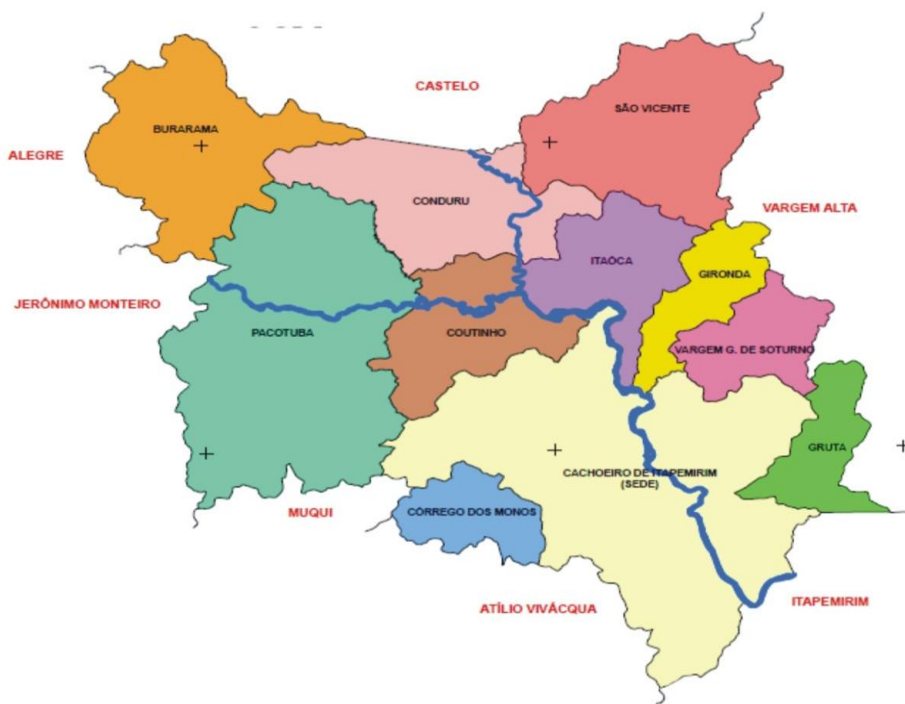 CASTELO
SÃO VICENTE
BURARAMA
ALEGRE
CONDURU
VARGEM ALTA
ITAÓCA
GIRONDA
JERÔNIMO MONTEIRO
PACOTUBA
COUTINHO
VARGEM G. DE SOTURNO
GRUTA
CACHOEIRO DE ITAPEMIRIM
(SEDE)
MUQUI
CÓRREGO DOS MONOS
ATÍLIO VIVÁCQUA
ITAPEMIRIM